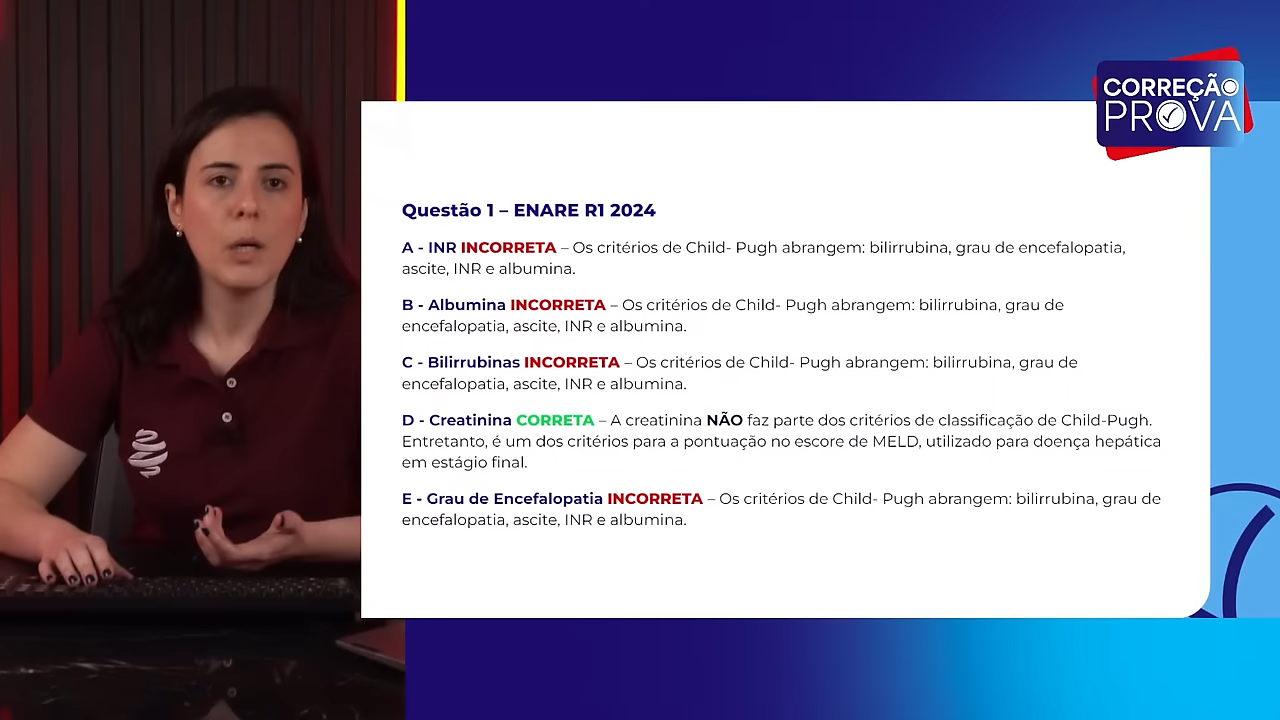 CORREÇÃO
PROVA
Questão 1 – ENARE R1 2024
A - INR INCORRETA – Os critérios de Child- Pugh abrangem: bilirrubina, grau de encefalopatia,
ascite, INR e albumina.
B - Albumina INCORRETA – Os critérios de Child- Pugh abrangem: bilirrubina, grau de
encefalopatia, ascite, INR e albumina.
C - Bilirrubinas INCORRETA – Os critérios de Child- Pugh abrangem: bilirrubina, grau de
encefalopatia, ascite, INR e albumina.
D - Creatinina CORRETA – A creatinina NÃO faz parte dos critérios de classificação de Child-Pugh.
Entretanto, é um dos critérios para a pontuação no escore de MELD, utilizado para doença hepática
em estágio final.
E - Grau de Encefalopatia INCORRETA – Os critérios de Child- Pugh abrangem: bilirrubina, grau de
encefalopatia, ascite, INR e albumina.